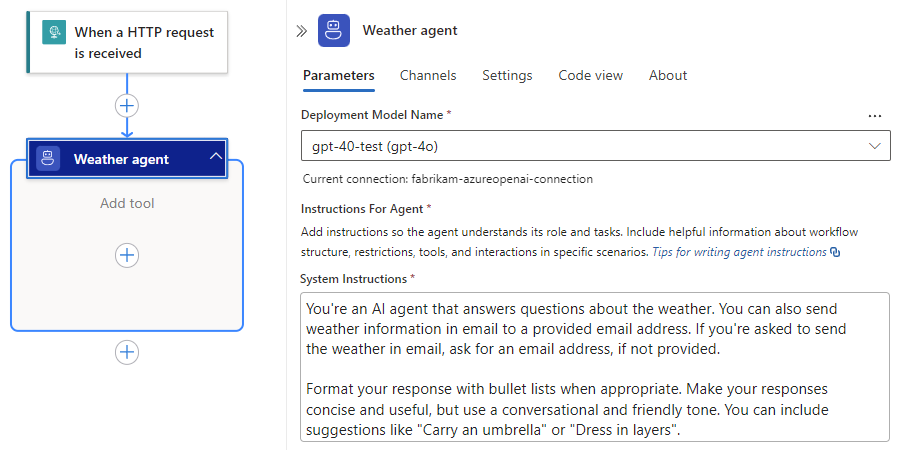 When a HTTP request
is received
Weather agent
Add tool
Weather agent
Parameters Channels Settings Code view About
Deployment Model Name *
gpt-40-test (gpt-4o)
Current connection: fabrikam-azureopenai-connection
Instructions For Agent *
Add instructions so the agent understands its role and tasks. Include helpful information about workflow
structure, restrictions, tools, and interactions in specific scenarios. Tips for writing agent instructions
System Instructions *
You're an AI agent that answers questions about the weather. You can also send
weather information in email to a provided email address. If you're asked to send
the weather in email, ask for an email address, if not provided.
Format your response with bullet lists when appropriate. Make your responses
concise and useful, but use a conversational and friendly tone. You can include
suggestions like "Carry an umbrella" or "Dress in layers".